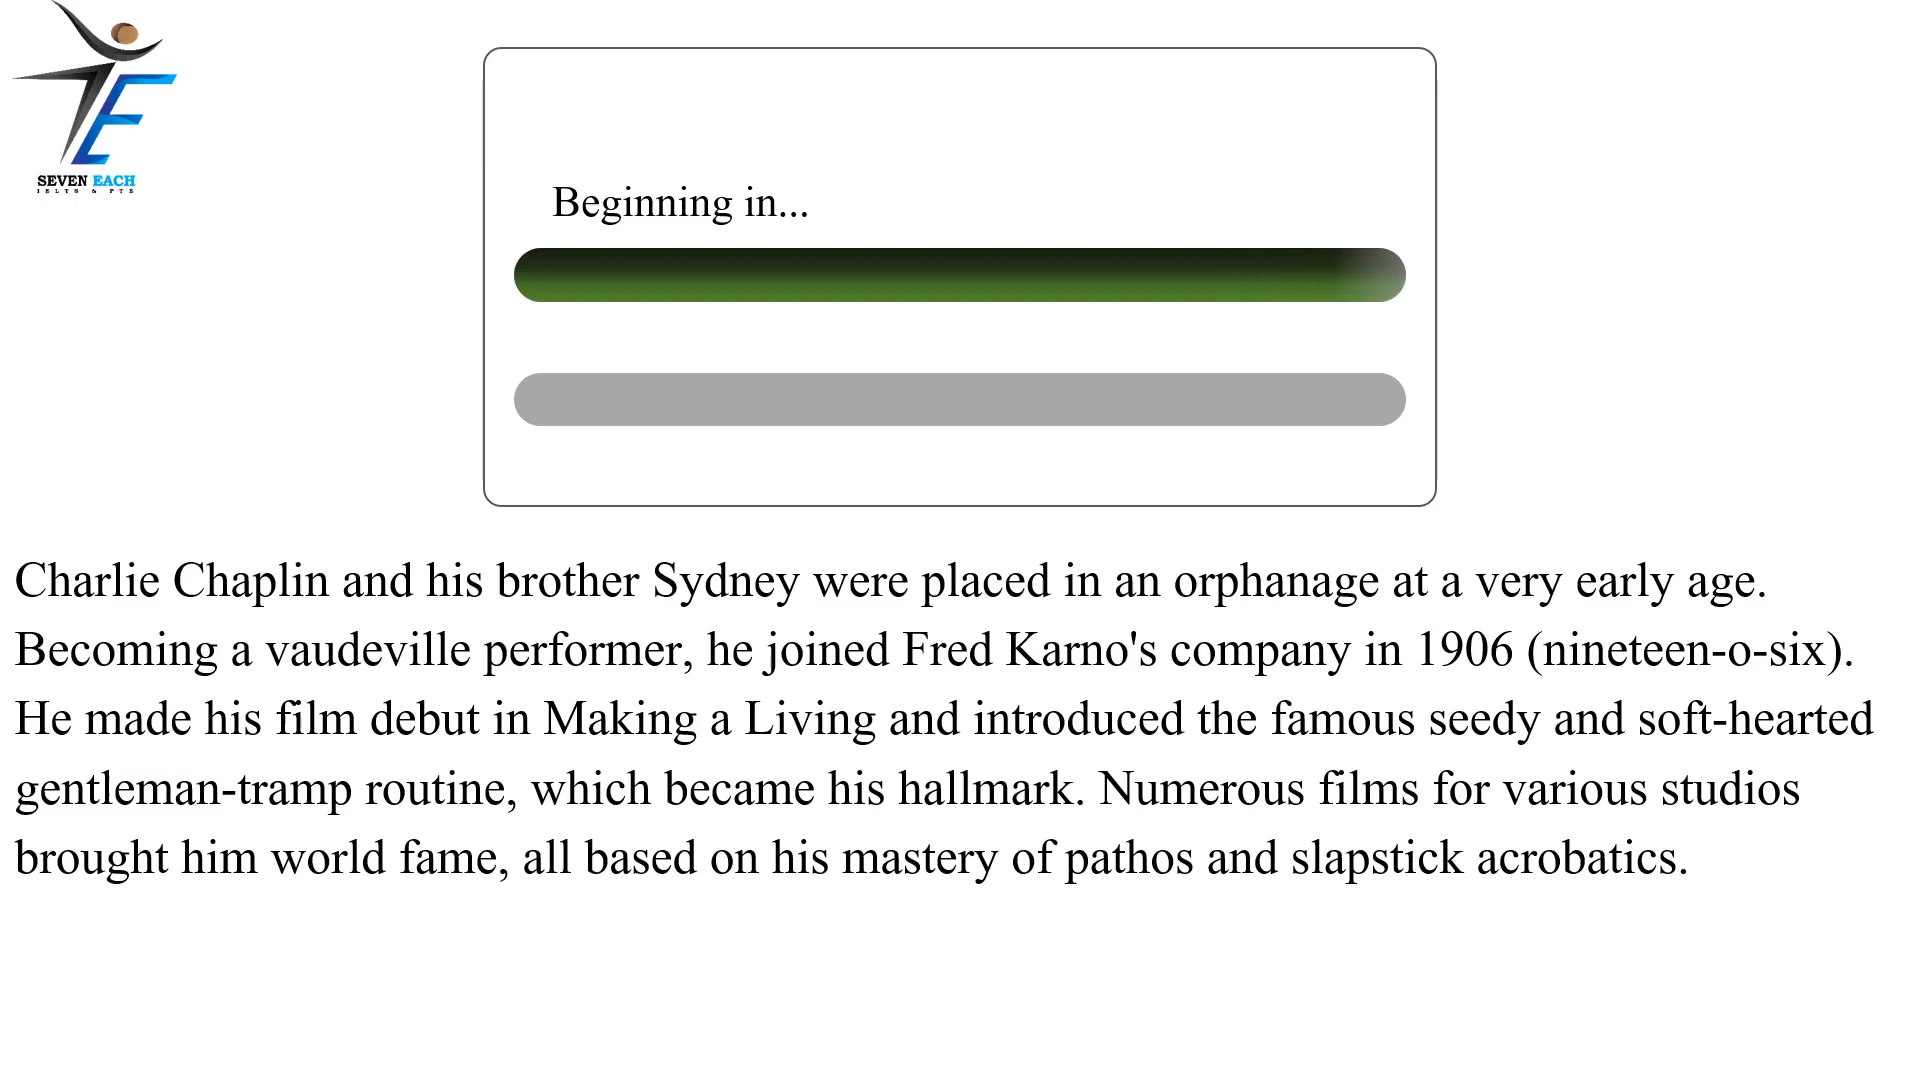 SEVEN EACH
IELTS & PTE
Beginning in...
Charlie Chaplin and his brother Sydney were placed in an orphanage at a very early age.
Becoming a vaudeville performer, he joined Fred Karno's company in 1906 (nineteen-o-six).
He made his film debut in Making a Living and introduced the famous seedy and soft-hearted
gentleman-tramp routine, which became his hallmark. Numerous films for various studios
brought him world fame, all based on his mastery of pathos and slapstick acrobatics.